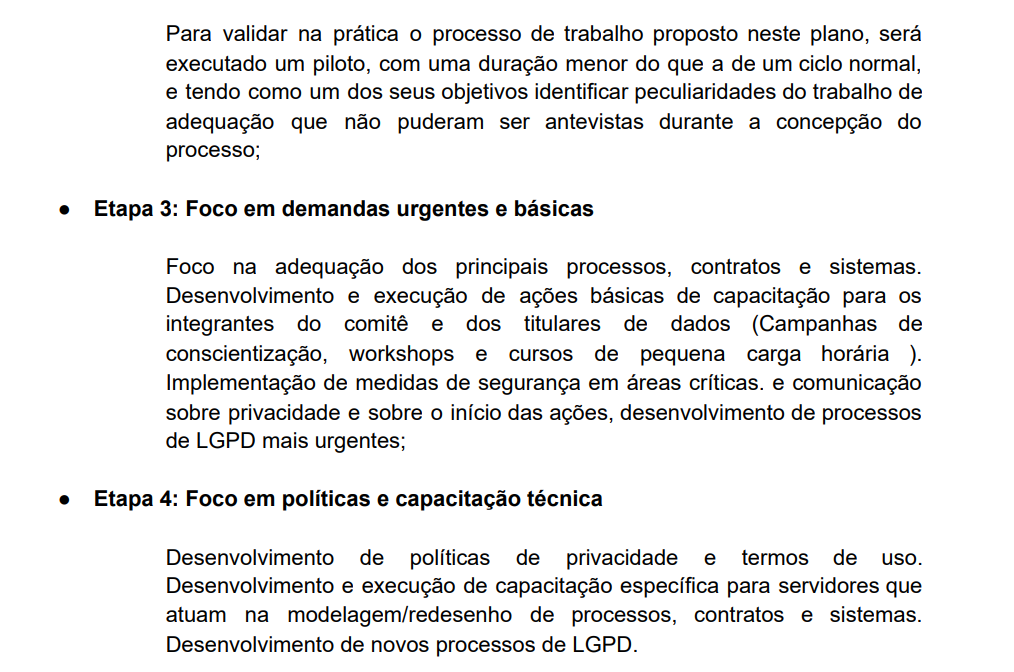 Para validar na prática o processo de trabalho proposto neste plano, será
executado um piloto, com uma duração menor do que a de um ciclo normal,
e tendo como um dos seus objetivos identificar peculiaridades do trabalho de
adequação que não puderam ser antevistas durante a concepção do
processo;
● Etapa 3: Foco em demandas urgentes e básicas
Foco na adequação dos principais processos, contratos e sistemas.
Desenvolvimento e execução de ações básicas de capacitação para os
integrantes do comitê e dos titulares de dados (Campanhas de
conscientização, workshops e cursos de pequena carga horária ).
Implementação de medidas de segurança em áreas críticas. e comunicação
sobre privacidade e sobre o início das ações, desenvolvimento de processos
de LGPD mais urgentes;
● Etapa 4: Foco em políticas e capacitação técnica
Desenvolvimento de políticas de privacidade e termos de uso.
Desenvolvimento e execução de capacitação específica para servidores que
atuam na modelagem/redesenho de processos, contratos e sistemas.
Desenvolvimento de novos processos de LGPD.